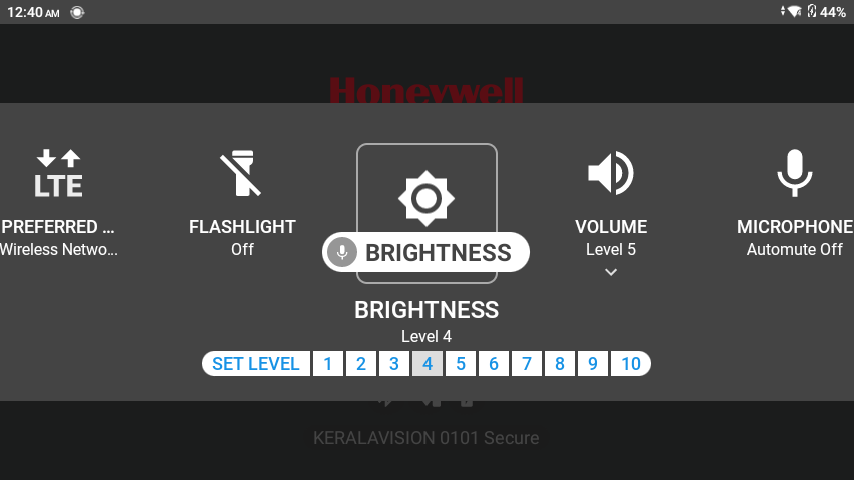 12:40 AM
44%
Honeywell
LTE
PREFERRED ...
Wireless Netwo...
FLASHLIGHT
Off
BRIGHTNESS
VOLUME
Level 5
MICROPHONE
Automute Off
BRIGHTNESS
Level 4
SET LEVEL 1 2 3 4 5 6 7 8 9 10
KERALAVISION 0101 Secure